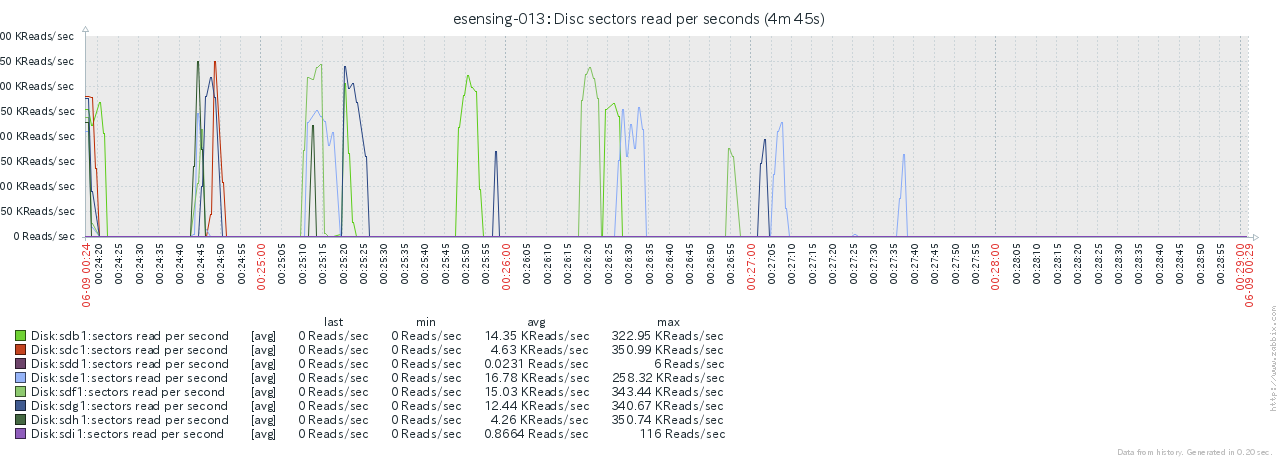 esensing-013: Disc sectors read per seconds (4m 45s)
00 KReads/sec
50 KReads/sec
00 KReads/sec
50 KReads/sec
00 KReads/sec
50 KReads/sec
00 KReads/sec
50 KReads/sec
0 Reads/sec
06-09 00:24 00:24:20 00:24:25 00:24:30 00:24:35 00:24:40 00:24:45 00:24:50 00:24:55 00:25:00 00:25:05 00:25:10 00:25:15 00:25:20 00:25:25 00:25:30 00:25:35 00:25:40 00:25:45 00:25:50 00:25:55 00:26:00 00:26:05 00:26:10 00:26:15 00:26:20 00:26:25 00:26:30 00:26:35 00:26:40 00:26:45 00:26:50 00:26:55 00:27:00 00:27:05 00:27:10 00:27:15 00:27:20 00:27:25 00:27:30 00:27:35 00:27:40 00:27:45 00:27:50 00:27:55 00:28:00 00:28:05 00:28:10 00:28:15 00:28:20 00:28:25 00:28:30 00:28:35 00:28:40 00:28:45 00:28:50 00:28:55 00:29:00 06-09 00:29
last min avg max
Disk:sdb1:sectors read per second [avg] 0 Reads/sec 0 Reads/sec 14.35 KReads/sec 322.95 KReads/sec
Disk:sdc1:sectors read per second [avg] 0 Reads/sec 0 Reads/sec 4.63 KReads/sec 350.99 KReads/sec
Disk:sdd1:sectors read per second [avg] 0 Reads/sec 0 Reads/sec 0.0231 KReads/sec 6 Reads/sec
Disk:sde1:sectors read per second [avg] 0 Reads/sec 0 Reads/sec 16.78 KReads/sec 258.32 KReads/sec
Disk:sdf1:sectors read per second [avg] 0 Reads/sec 0 Reads/sec 15.03 KReads/sec 343.44 KReads/sec
Disk:sdg1:sectors read per second [avg] 0 Reads/sec 0 Reads/sec 12.44 KReads/sec 340.67 KReads/sec
Disk:sdh1:sectors read per second [avg] 0 Reads/sec 0 Reads/sec 4.26 KReads/sec 350.74 KReads/sec
Disk:sdi1:sectors read per second [avg] 0 Reads/sec 0 Reads/sec 0.8664 Reads/sec 116 Reads/sec
http://www.zabbix.com
Data from history. Generated in 0.20 sec.